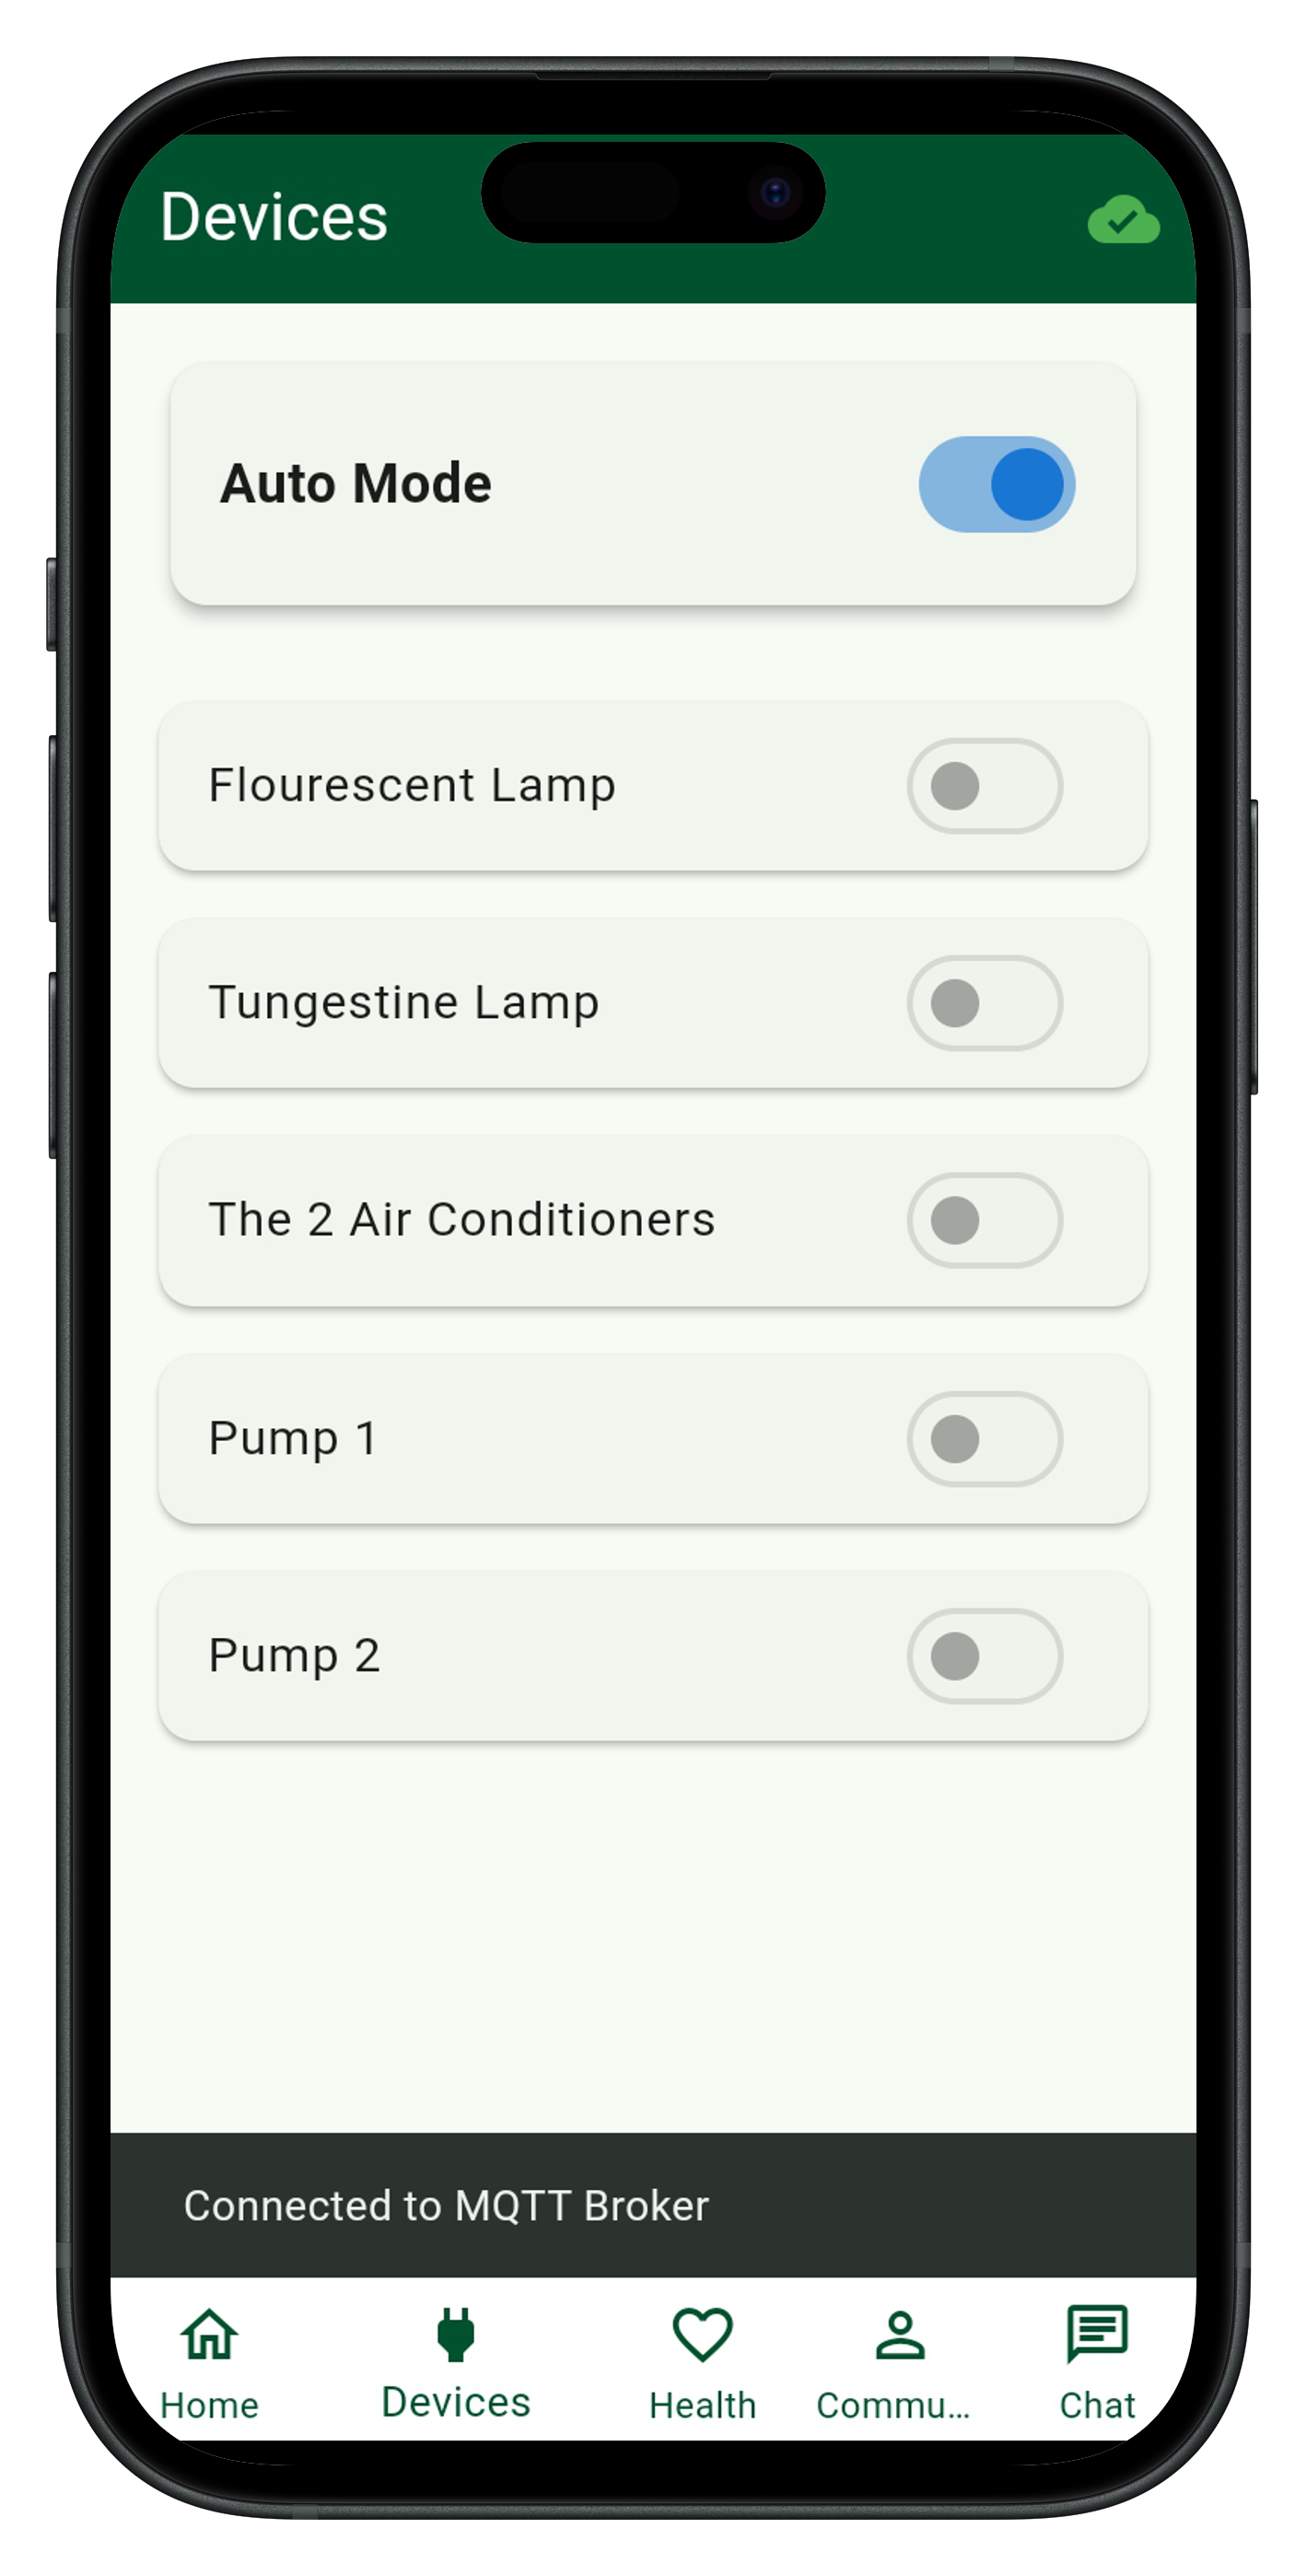 Devices
Auto Mode
Flourescent Lamp
Tungestine Lamp
The 2 Air Conditioners
Pump 1
Pump 2
Connected to MQTT Broker
Home
Devices
Health
Commu...
Chat